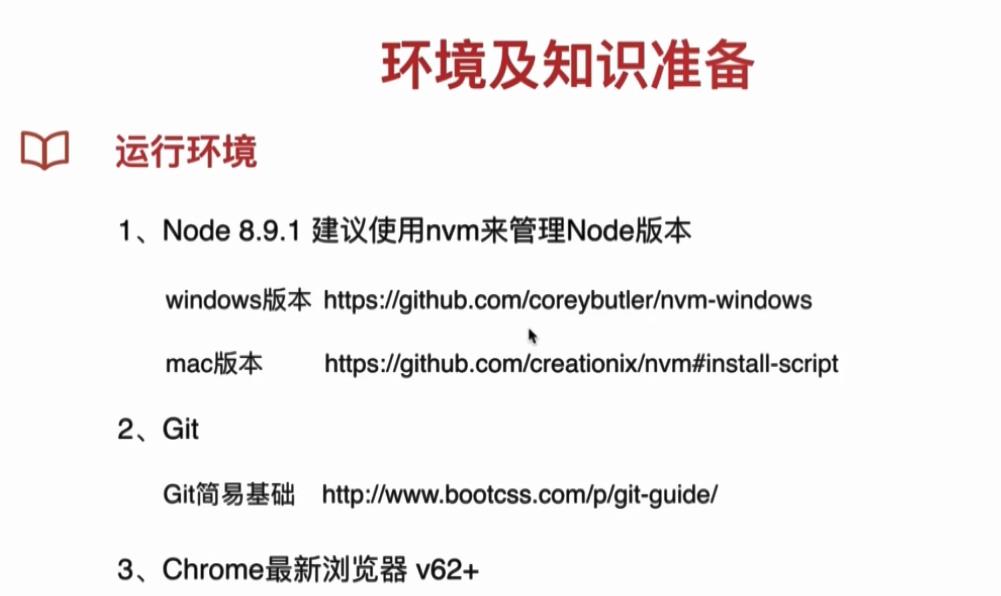 环境及知识准备
运行环境
1、Node 8.9.1 建议使用nvm来管理Node版本
windows版本 https://github.com/coreybutler/nvm-windows
mac版本 https://github.com/creationix/nvm#install-script
2、Git
Git简易基础 http://www.bootcss.com/p/git-guide/
3、Chrome最新浏览器 v62+